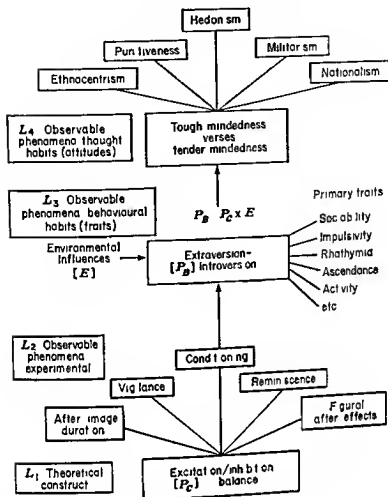 Hedon sm
Pun tiveness
Militar sm
Ethnocentrism
Nationalism
L4 Observable
phenomena thought
habits (attitudes)
Tough mindedness
verses
tender mindedness
L3 Observable
phenomena behavioural
habits (traits)
PB PC x E
Primary traits
Soc ab lity
Impulsivity
Rhathymia
Ascendance
Act vity
etc
Environmental
Influences
[E]
Extraversion-
[PB] introvers on
L2 Observable
phenomena
experimental
Cond t on ng
Vig lance
Remin scence
After image
durat on
F gural
after effects
L1 Theoretical
construct
Excitat on/inhib t on
[PC] balance